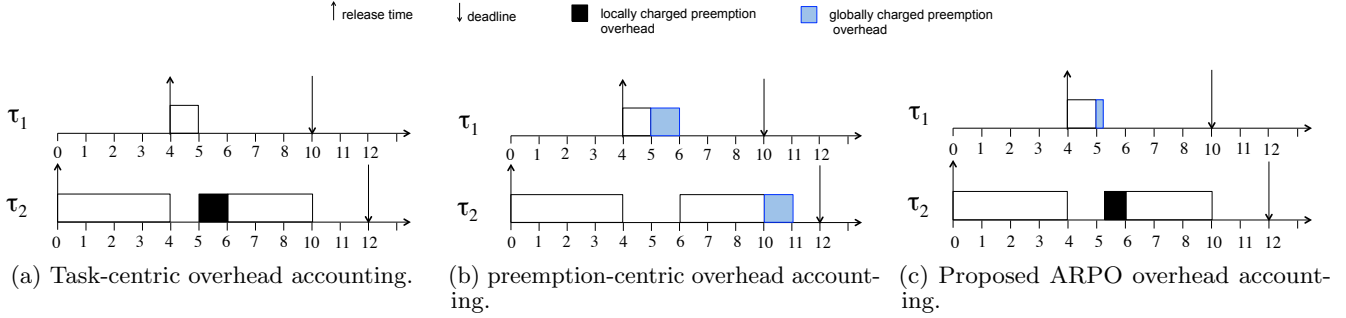 release time
deadline
locally charged preemption
overhead
globally charged preemption
overhead
τ1
0 1 2 3 4 5 6 7 8 9 10 11 12
τ2
0 1 2 3 4 5 6 7 8 9 10 11 12
(a) Task-centric overhead accounting.
τ1
0 1 2 3 4 5 6 7 8 9 10 11 12
τ2
0 1 2 3 4 5 6 7 8 9 10 11 12
(b) preemption-centric overhead account-
ing.
τ1
0 1 2 3 4 5 6 7 8 9 10 11 12
τ2
0 1 2 3 4 5 6 7 8 9 10 11 12
(c) Proposed ARPO overhead account-
ing.